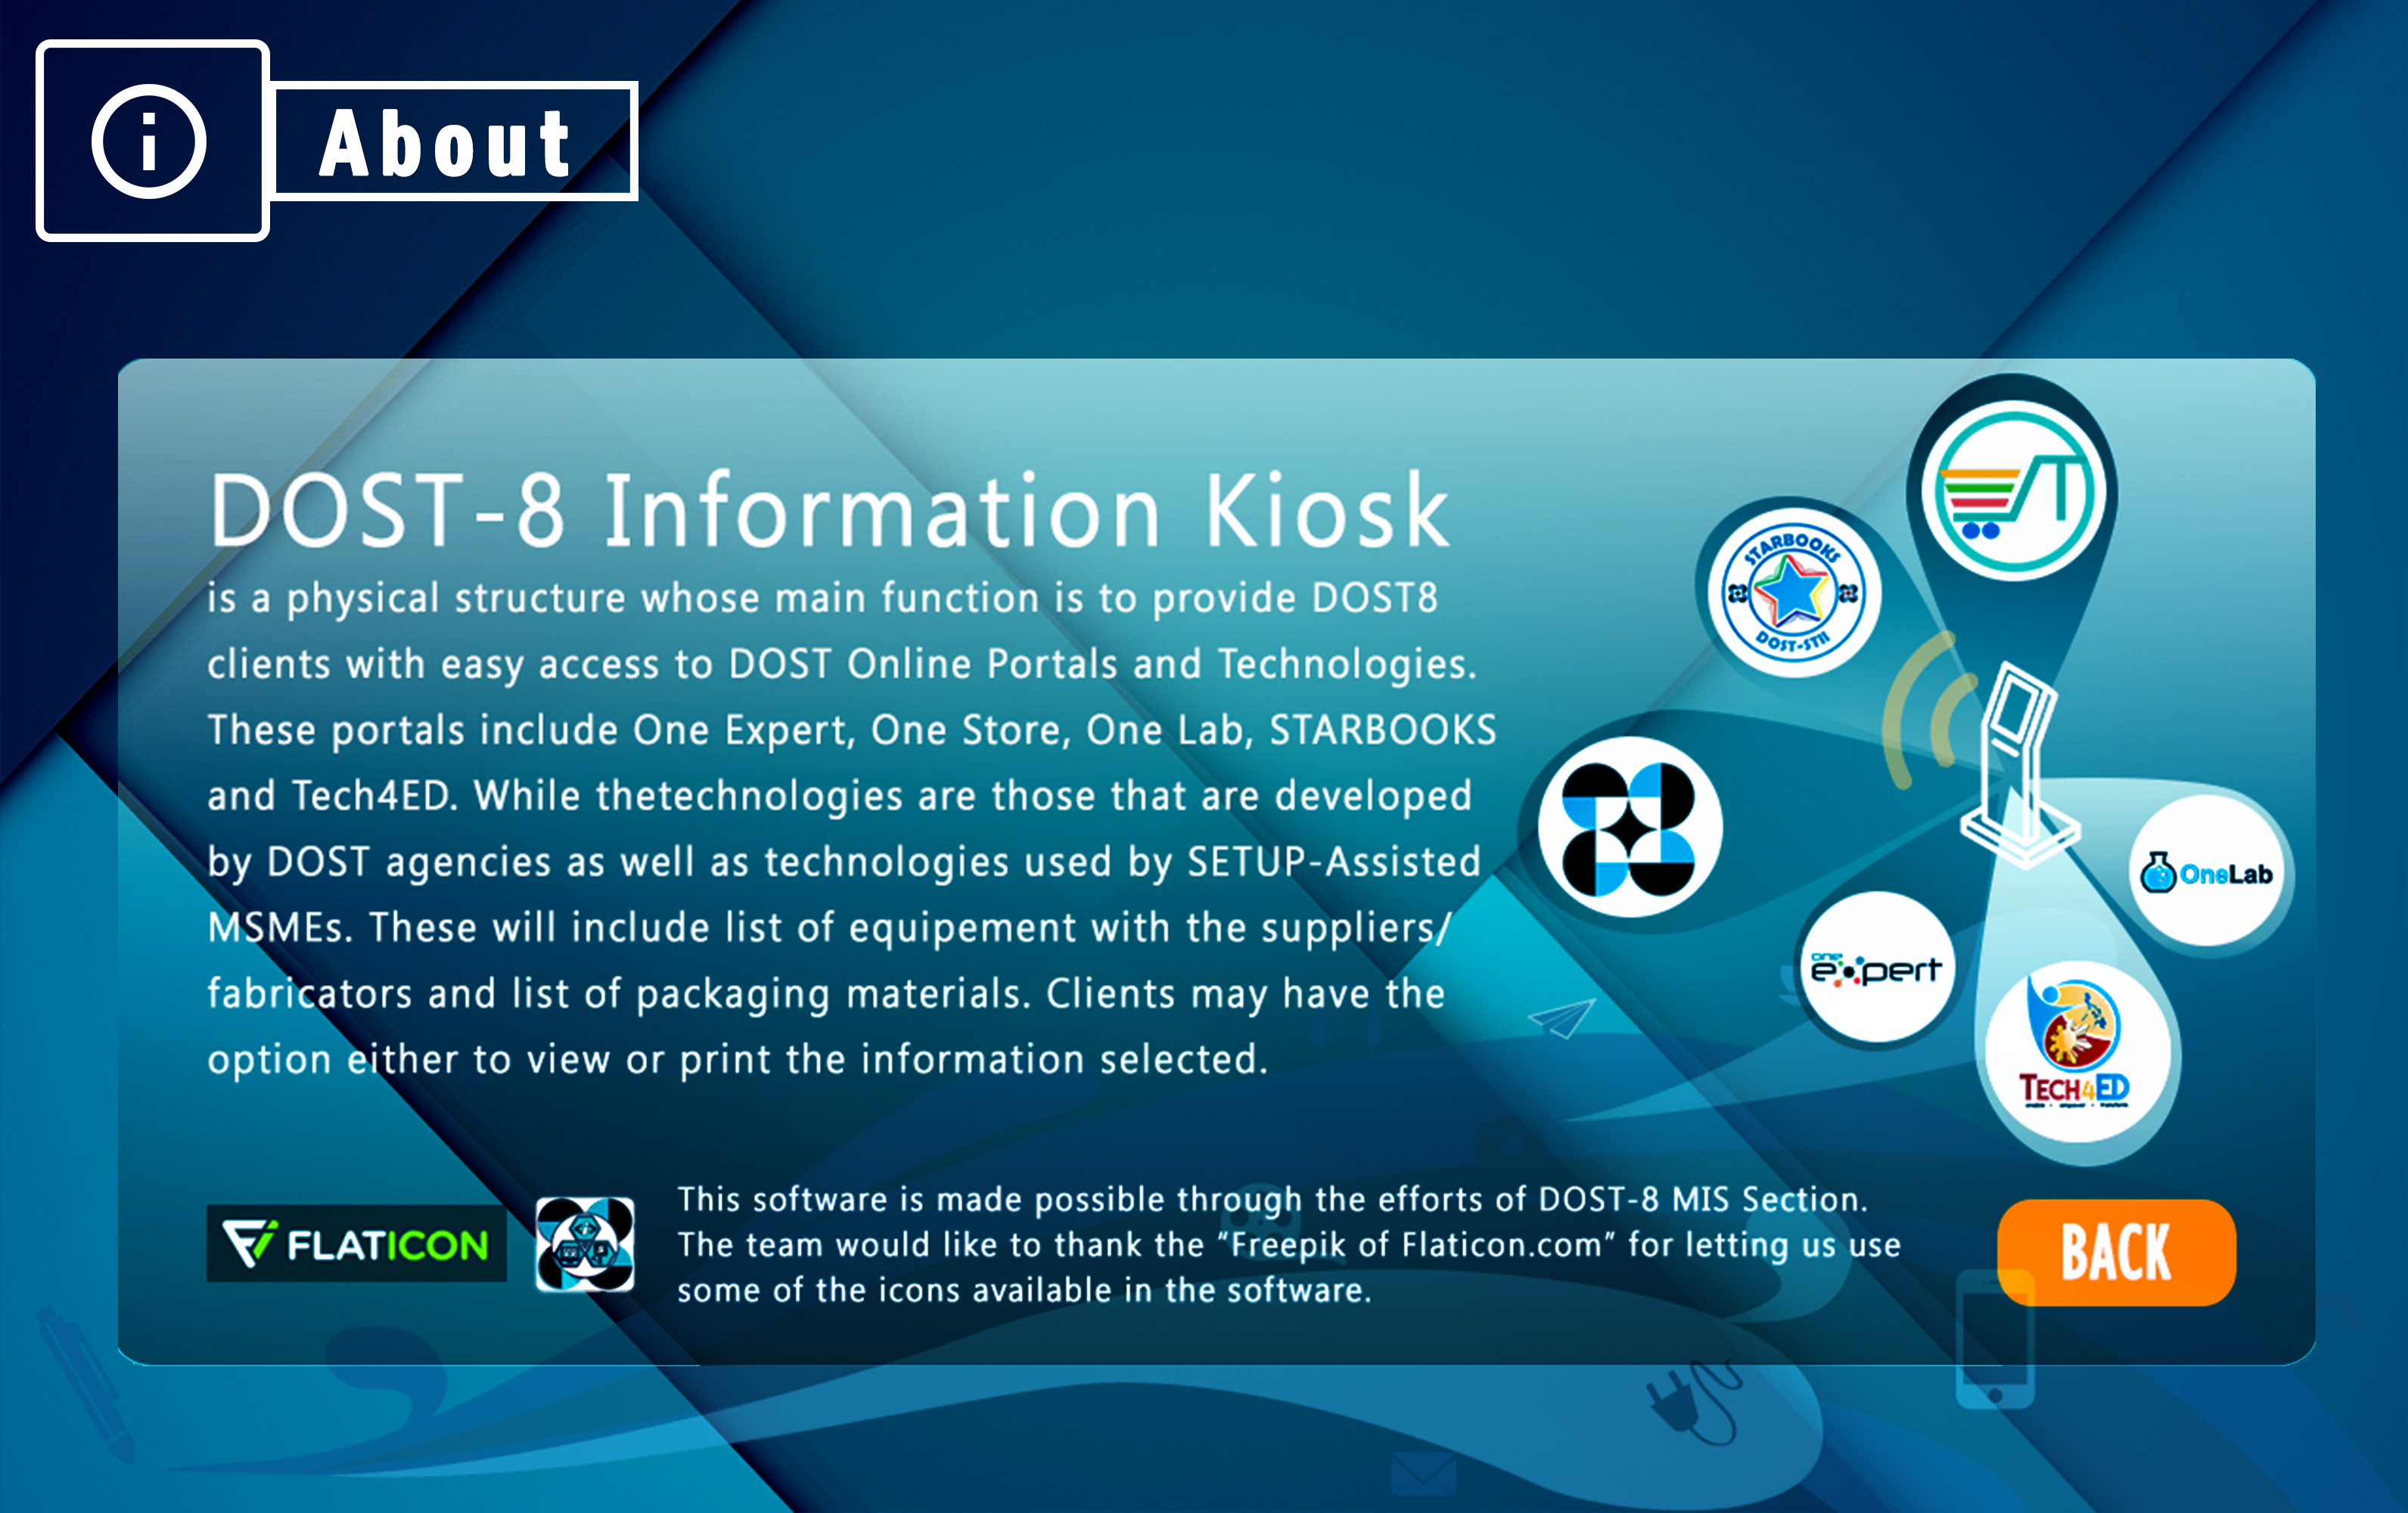 i
About
DOST-8 Information Kiosk
is a physical structure whose main function is to provide DOST8
clients with easy access to DOST Online Portals and Technologies.
These portals include One Expert, One Store, One Lab, STARBOOKS
and Tech4ED. While thetechnologies are those that are developed
by DOST agencies as well as technologies used by SETUP-Assisted
MSMEs. These will include list of equipement with the suppliers/
fabricators and list of packaging materials. Clients may have the
option either to view or print the information selected.
STARBOOKS
DOST-STII
OneLab
one
expert
TECH4ED
FLATICON
This software is made possible through the efforts of DOST-8 MIS Section.
The team would like to thank the “Freepik of Flaticon.com” for letting us use
some of the icons available in the software.
BACK